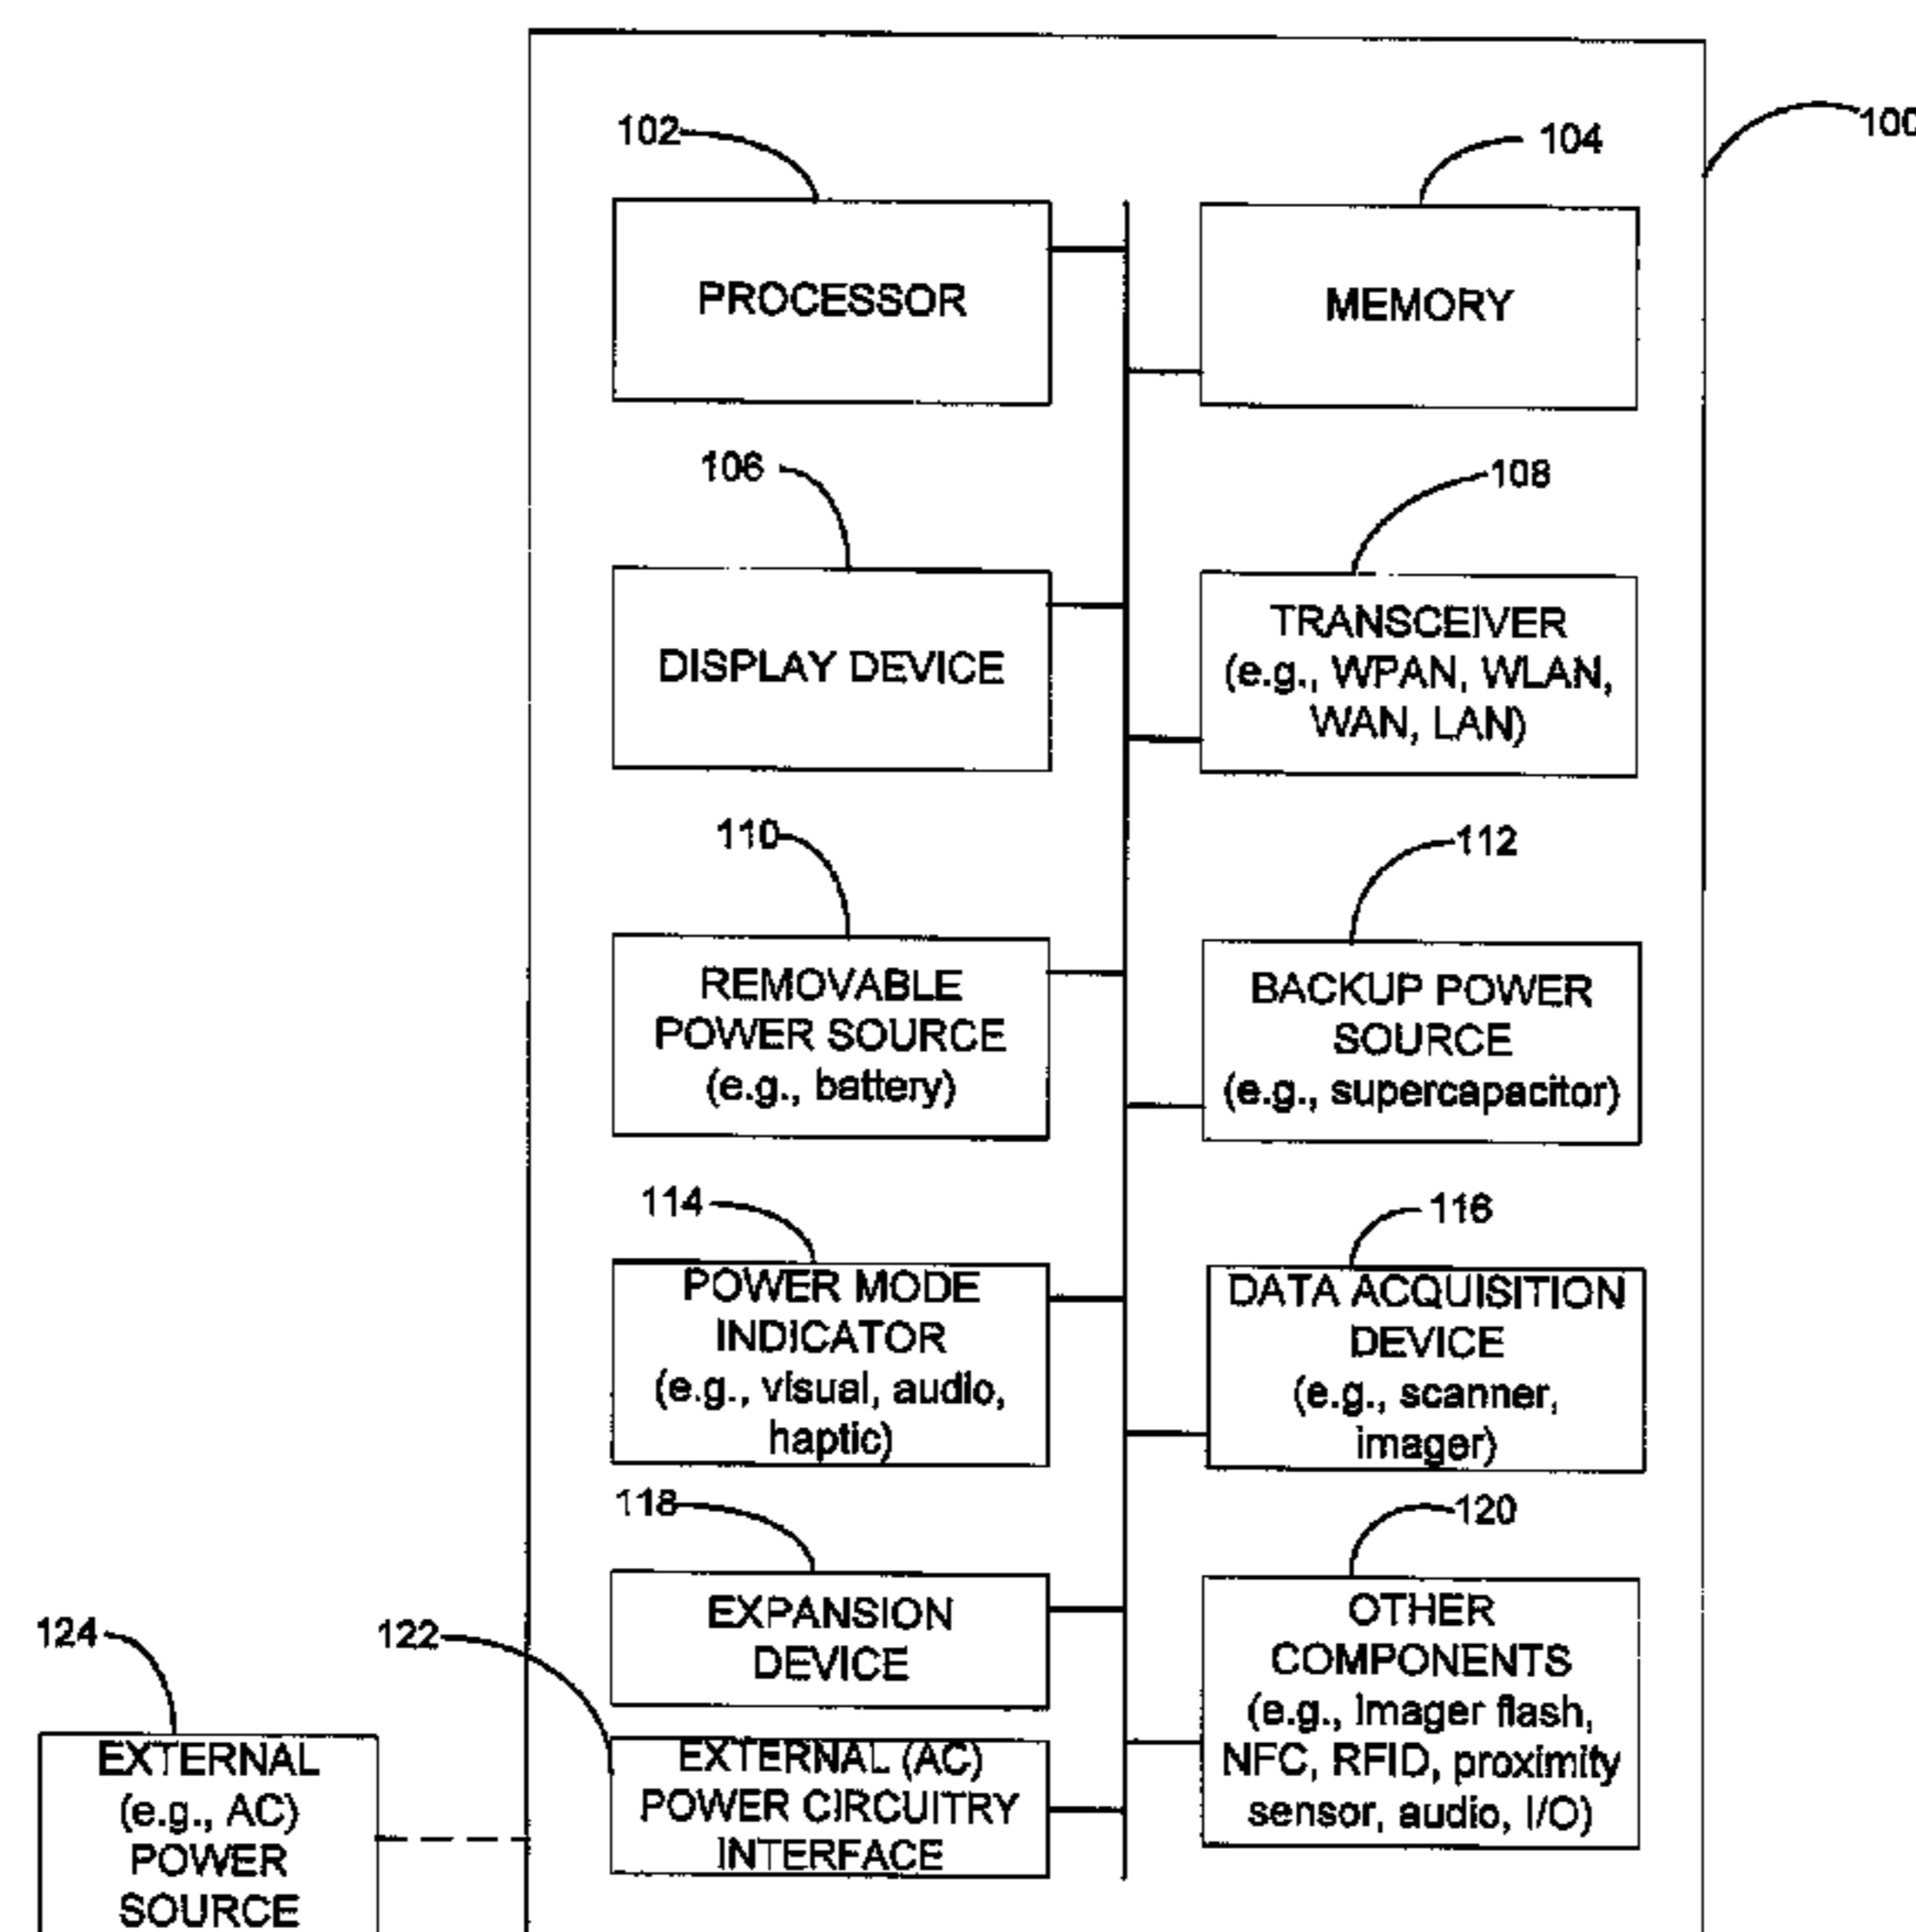 100
102
104
PROCESSOR
MEMORY
106
108
DISPLAY DEVICE
TRANSCEIVER
(e.g., WPAN, WLAN,
WAN, LAN)
110
112
REMOVABLE
POWER SOURCE
(e.g., battery)
BACKUP POWER
SOURCE
(e.g., supercapacitor)
114
116
POWER MODE
INDICATOR
(e.g., visual, audio,
haptic)
DATA ACQUISITION
DEVICE
(e.g., scanner,
imager)
118
120
EXPANSION
DEVICE
OTHER
COMPONENTS
(e.g., Imager flash,
NFC, RFID, proximity
sensor, audio, I/O)
124
122
EXTERNAL
(e.g., AC)
POWER
SOURCE
EXTERNAL (AC)
POWER CIRCUITRY
INTERFACE